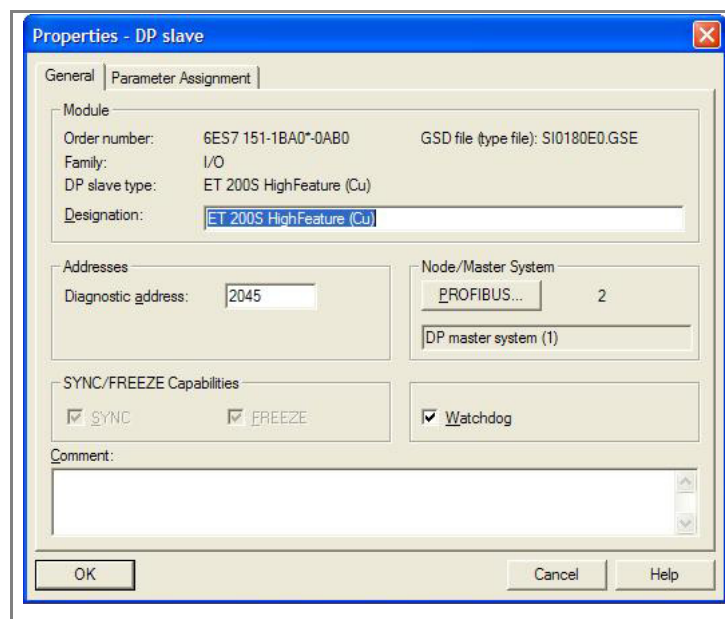 Properties - DP slave
General Parameter Assignment
Module
Order number: 6ES7 151-1BA0*-0AB0 GSD file (type file): SI0180E0.GSE
Family: I/O
DP slave type: ET 200S HighFeature (Cu)
Designation: ET 200S HighFeature (Cu)
Addresses
Diagnostic address: 2045
Node/Master System
PROFIBUS... 2
DP master system (1)
SYNC/FREEZE Capabilities
SYNC FREEZE
Watchdog
Comment:
OK Cancel Help